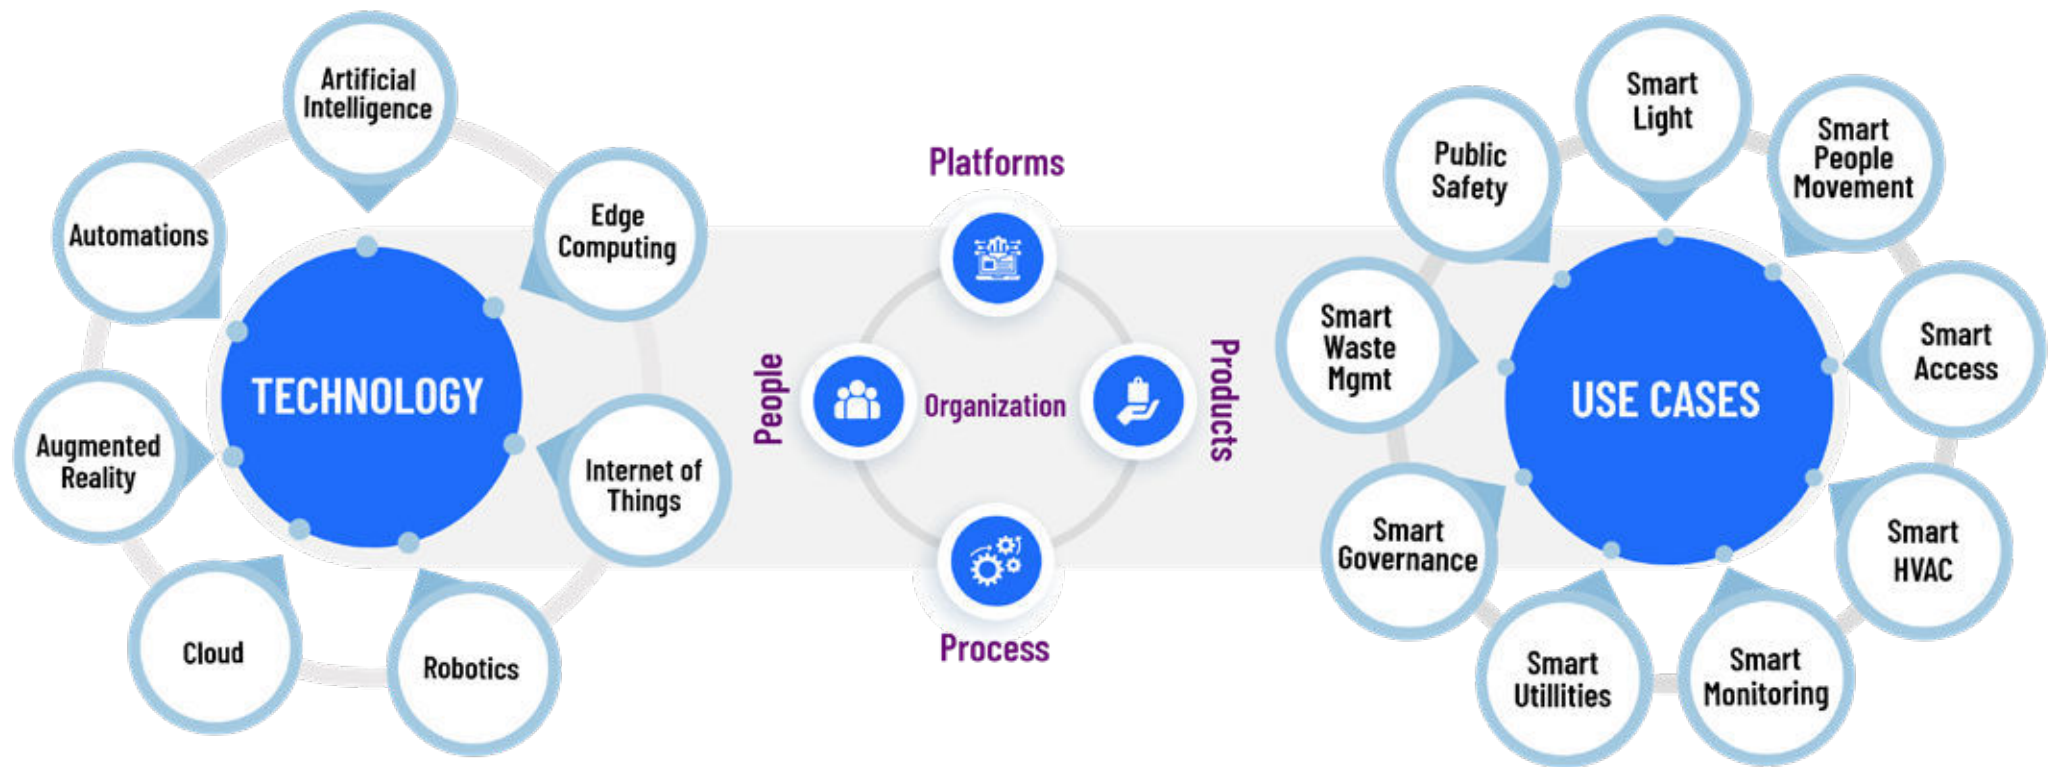 Artificial
Intelligence
Edge
Computing
Internet of
Things
Robotics
Cloud
Augmented
Reality
Automations
TECHNOLOGY
Platforms
People
Organization
Products
Process
Smart
Light
Smart
People
Movement
Smart
Access
Smart
HVAC
Smart
Monitoring
Smart
Utillities
Smart
Governance
Smart
Waste
Mgmt
Public
Safety
USE CASES